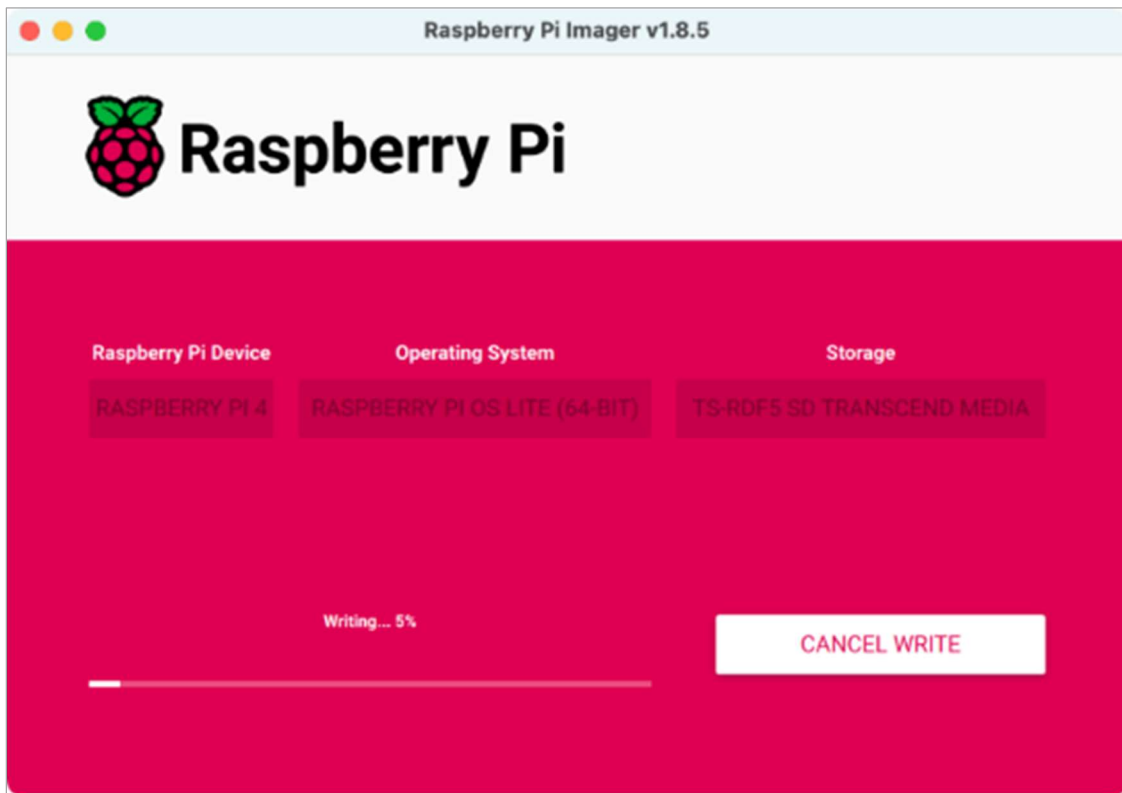 Raspberry Pi Imager v1.8.5
Raspberry Pi
Raspberry Pi Device Operating System Storage
RASPBERRY PI 4 RASPBERRY PI OS LITE (64-BIT) TS-RDF5 SD TRANSCEND MEDIA
Writing... 5%
CANCEL WRITE